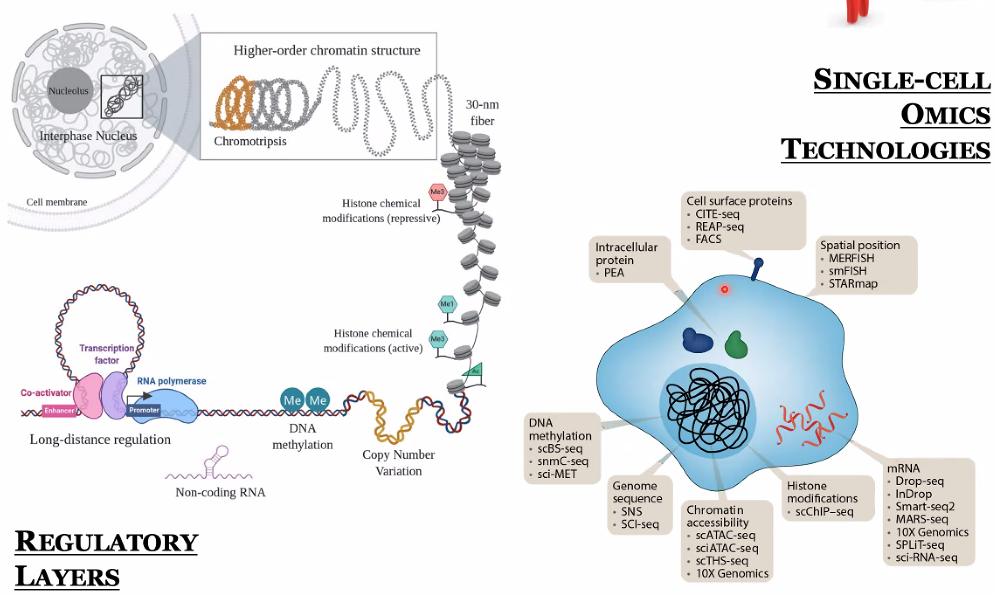 Higher-order chromatin structure
Nucleolus
Interphase Nucleus
Chromotripsis
30-nm
fiber
Cell membrane
Me3
Histone chemical
modifications (repressive)
Me1
Histone chemical
modifications (active)
Me3
Transcription
factor
Co-activator
RNA polymerase
Enhancer
Promoter
Long-distance regulation
Me Me
DNA
methylation
Copy Number
Variation
Non-coding RNA
REGULATORY
LAYERS
SINGLE-CELL
OMICS
TECHNOLOGIES
Cell surface proteins
• CITE-seq
• REAP-seq
• FACS
Intracellular
protein
• PEA
Spatial position
• MERFISH
• smFISH
• STARmap
DNA
methylation
• scBS-seq
• snmC-seq
• sci-MET
Genome
sequence
• SNS
• SCI-seq
Chromatin
accessibility
• scATAC-seq
• sciATAC-seq
• scTHS-seq
• 10X Genomics
Histone
modifications
• scChIP–seq
mRNA
• Drop-seq
• InDrop
• Smart-seq2
• MARS-seq
• 10X Genomics
• SPLiT-seq
• sci-RNA-seq